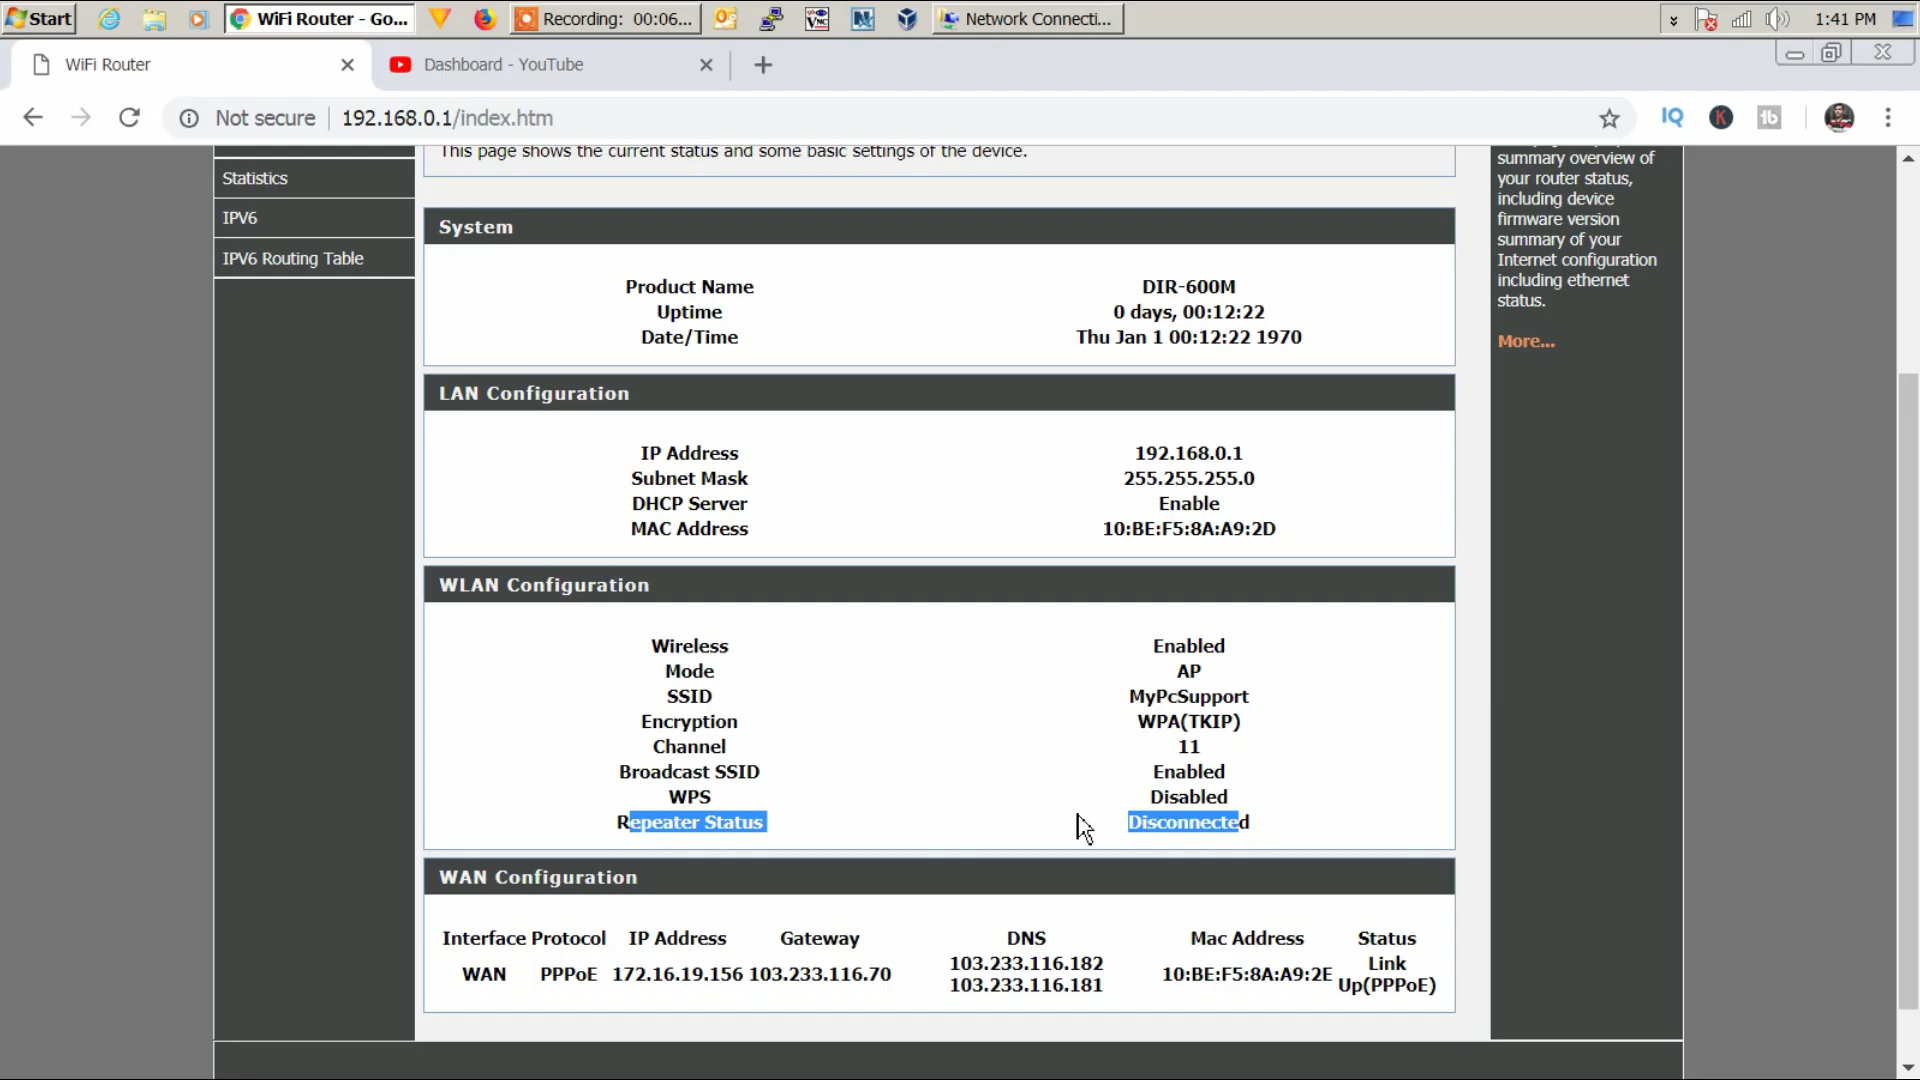 Start
WiFi Router - Go...
Recording: 00:06...
Network Connecti...
1:41 PM
WiFi Router
Dashboard - YouTube
Not secure
192.168.0.1/index.htm
IQ
K
Statistics
IPV6
IPV6 Routing Table
This page shows the current status and some basic settings of the device.
System
Product Name DIR-600M
Uptime 0 days, 00:12:22
Date/Time Thu Jan 1 00:12:22 1970
LAN Configuration
IP Address 192.168.0.1
Subnet Mask 255.255.255.0
DHCP Server Enable
MAC Address 10:BE:F5:8A:A9:2D
WLAN Configuration
Wireless Enabled
Mode AP
SSID MyPcSupport
Encryption WPA(TKIP)
Channel 11
Broadcast SSID Enabled
WPS Disabled
Repeater Status Disconnected
WAN Configuration
Interface Protocol IP Address Gateway DNS Mac Address Status
WAN PPPoE 172.16.19.156 103.233.116.70 103.233.116.182 103.233.116.181 10:BE:F5:8A:A9:2E Link Up(PPPoE)
summary overview of
your router status,
including device
firmware version
summary of your
Internet configuration
including ethernet
status.
More...